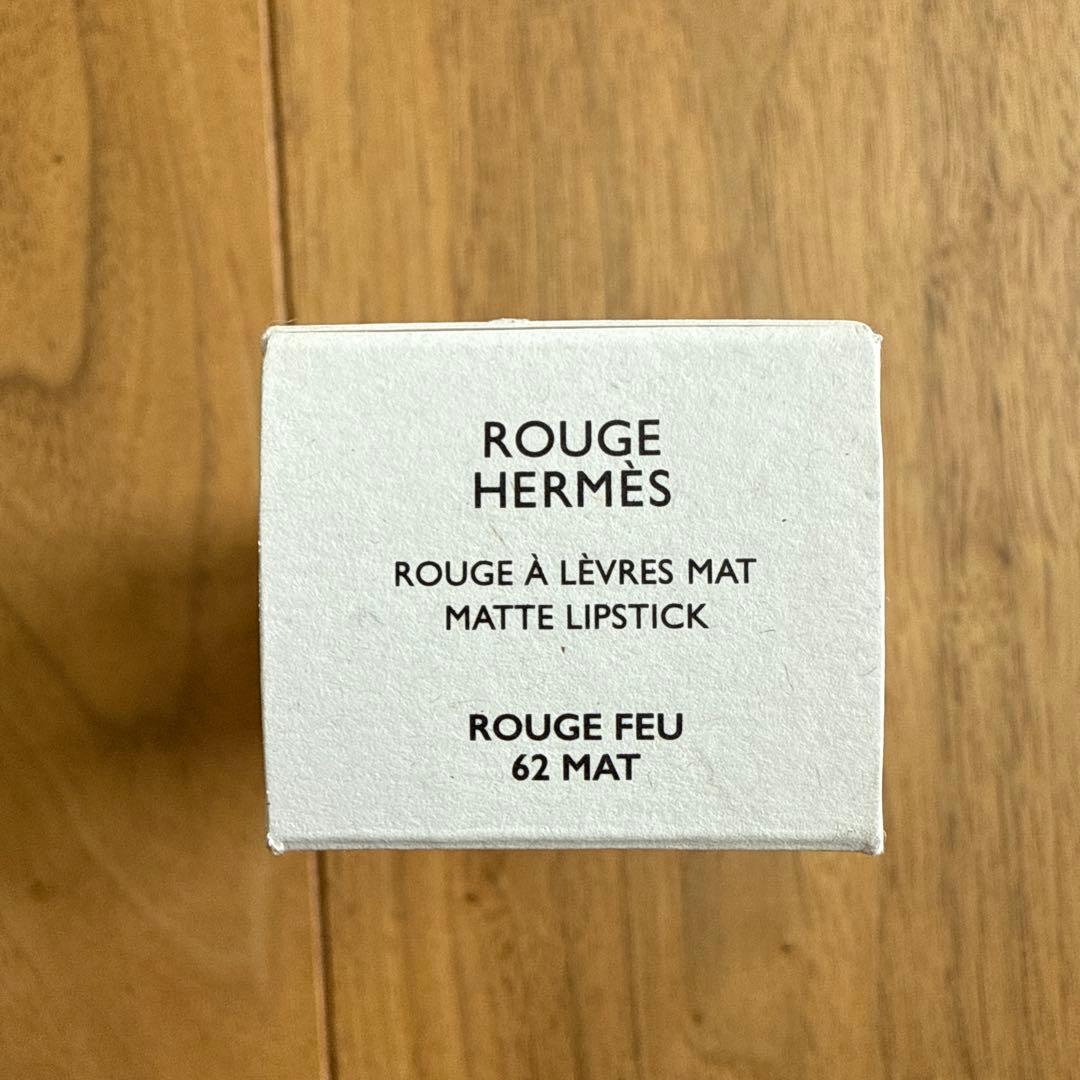 ROUGE
HERMÈS
ROUGE À LÈVRES MAT
MATTE LIPSTICK
ROUGE FEU
62 MAT